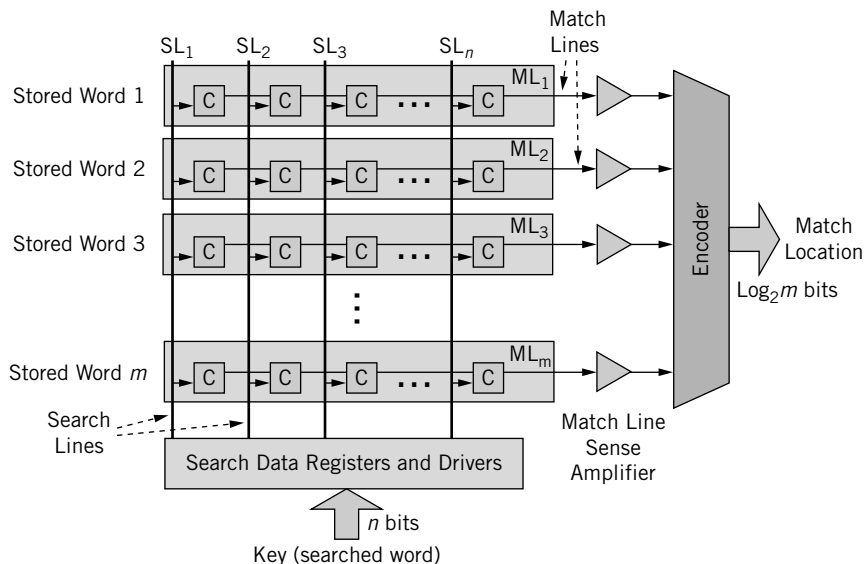 Match
Lines
SL₁ SL₂ SL₃ SLₙ
Stored Word 1 C C C ... C ML₁
Stored Word 2 C C C ... C ML₂
Stored Word 3 C C C ... C ML₃
Encoder
Match
Location
Log₂m bits
Stored Word m C C C ... C MLₘ
Search
Lines
Match Line
Sense
Amplifier
Search Data Registers and Drivers
n bits
Key (searched word)